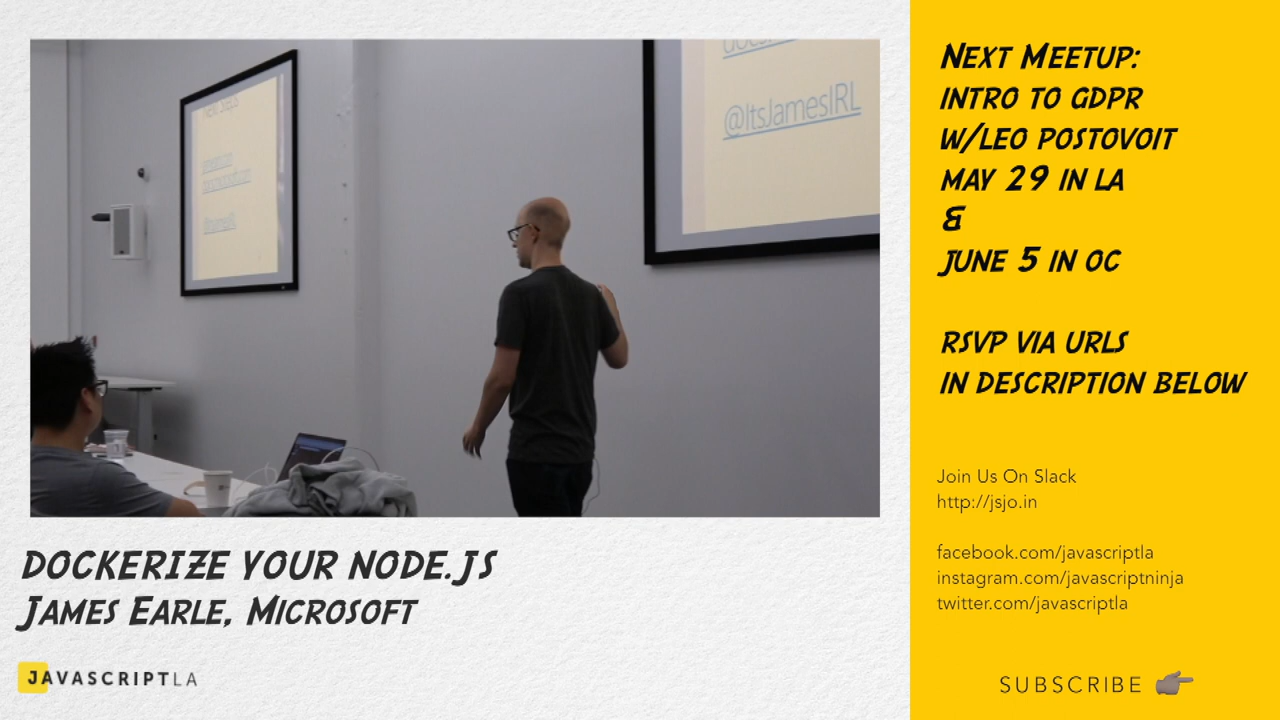 @ItsJamesIRL
DOCKERIZE YOUR NODE.JS
JAMES EARLE, MICROSOFT
JAVASCRIPTLA
NEXT MEETUP:
INTRO TO GDPR
W/LEO POSTOVOIT
MAY 29 IN LA
&
JUNE 5 IN OC
RSVP VIA URLS
IN DESCRIPTION BELOW
Join Us On Slack
http://jsjo.in
facebook.com/javascriptla
instagram.com/javascriptninja
twitter.com/javascriptla
SUBSCRIBE